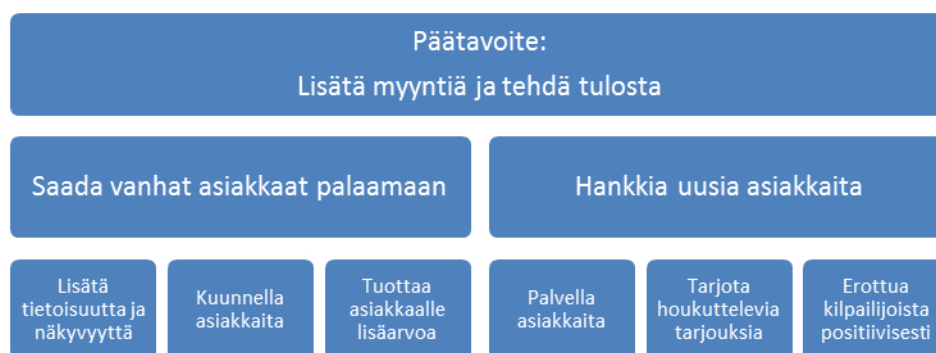 Päätavoite:
Lisätä myyntiä ja tehdä tulosta
Saada vanhat asiakkaat palaamaan
Hankkia uusia asiakkaita
Lisätä
tietoisuutta ja
näkyvyyttä
Kuunnella
asiakkaita
Tuottaa
asiakkaalle
lisäarvoa
Palvella
asiakkaita
Tarjota
houkuttelevia
tarjouksia
Erottua
kilpailijoista
positiivisesti